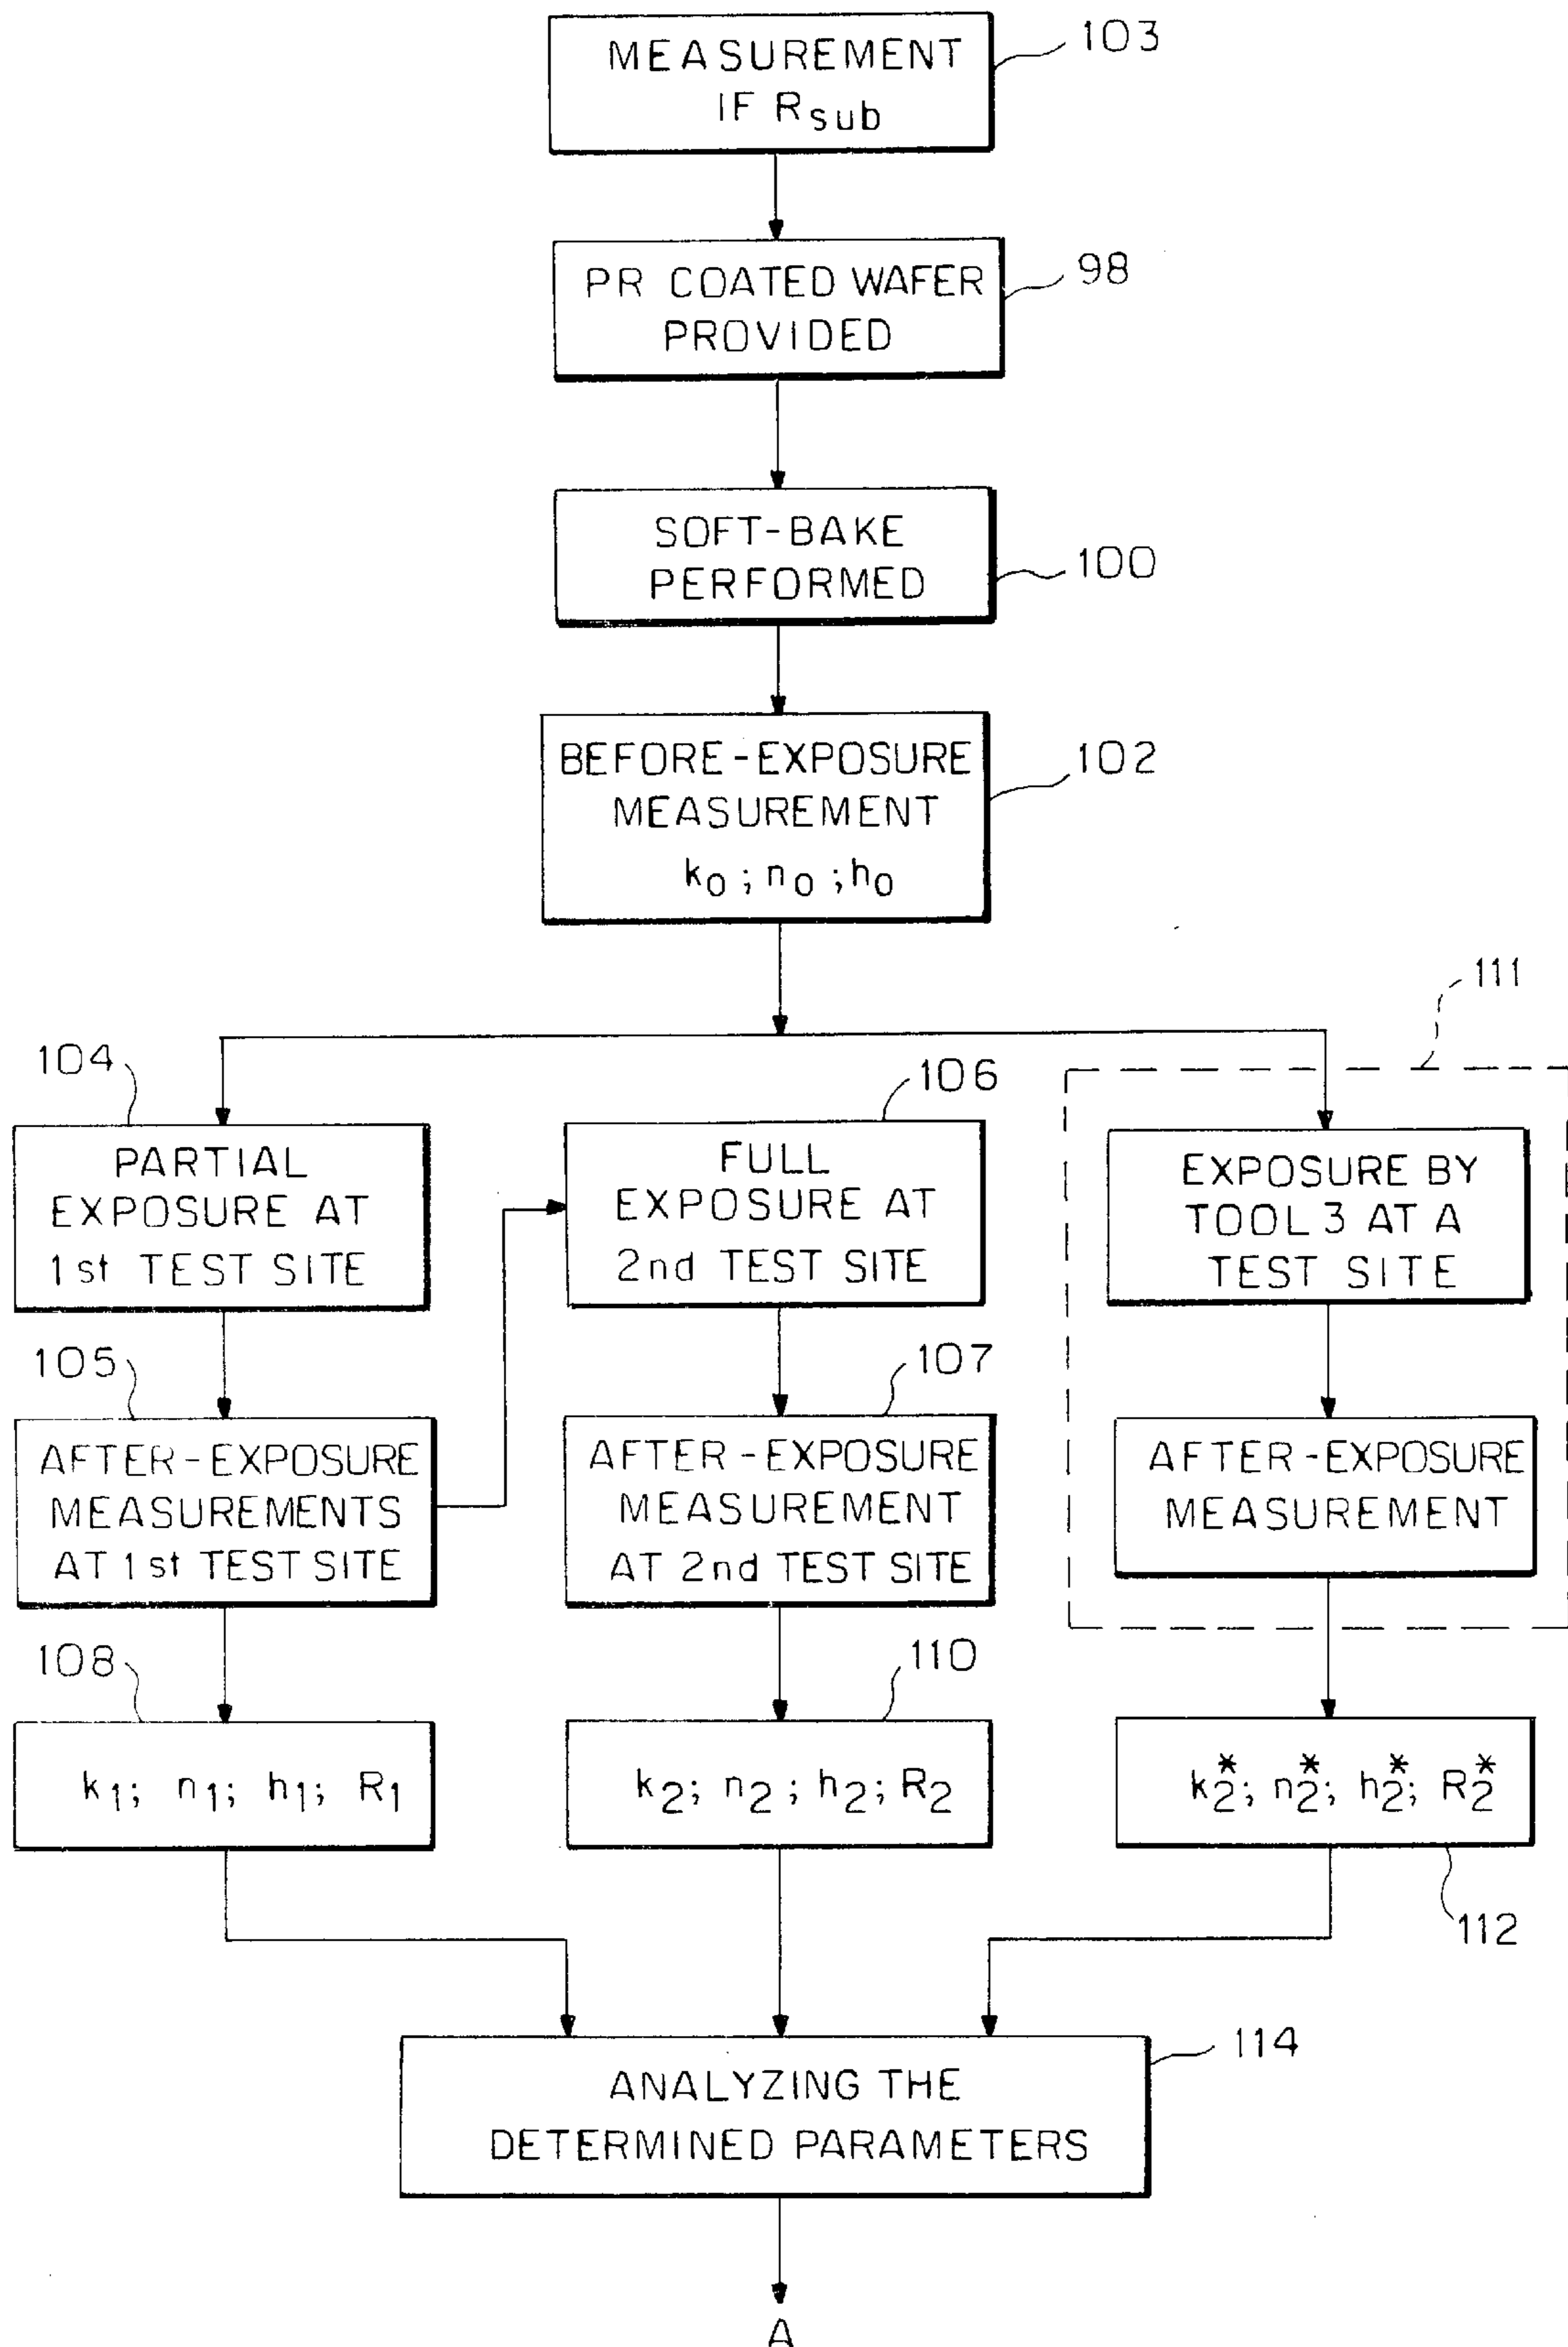 MEASUREMENT
IF Rsub
103
PR COATED WAFER
PROVIDED
98
SOFT-BAKE
PERFORMED
100
BEFORE-EXPOSURE
MEASUREMENT
k0; n0; h0
102
111
104
PARTIAL
EXPOSURE AT
1st TEST SITE
106
FULL
EXPOSURE AT
2nd TEST SITE
EXPOSURE BY
TOOL 3 AT A
TEST SITE
105
AFTER-EXPOSURE
MEASUREMENTS
AT 1st TEST SITE
107
AFTER-EXPOSURE
MEASUREMENT
AT 2nd TEST SITE
AFTER-EXPOSURE
MEASUREMENT
108
k1; n1; h1; R1
110
k2; n2; h2; R2
k2*; n2*; h2*; R2*
112
ANALYZING THE
DETERMINED PARAMETERS
114
A